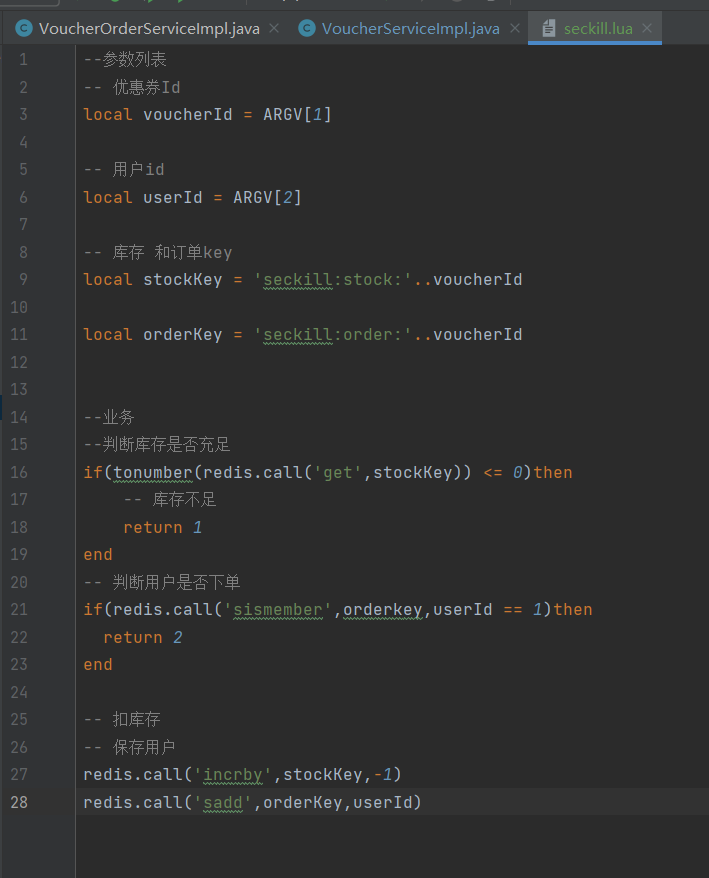 VoucherOrderServiceImpl.java VoucherServiceImpl.java seckill.lua
1 --参数列表
2 -- 优惠券Id
3 local voucherId = ARGV[1]
4
5 -- 用户id
6 local userId = ARGV[2]
7
8 -- 库存 和订单key
9 local stockKey = 'seckill:stock:'..voucherId
10
11 local orderKey = 'seckill:order:'..voucherId
12
13
14 --业务
15 --判断库存是否充足
16 if(tonumber(redis.call('get',stockKey)) <= 0)then
17 -- 库存不足
18 return 1
19 end
20 -- 判断用户是否下单
21 if(redis.call('sismember',orderkey,userId == 1)then
22 return 2
23 end
24
25 -- 扣库存
26 -- 保存用户
27 redis.call('incrby',stockKey,-1)
28 redis.call('sadd',orderKey,userId)